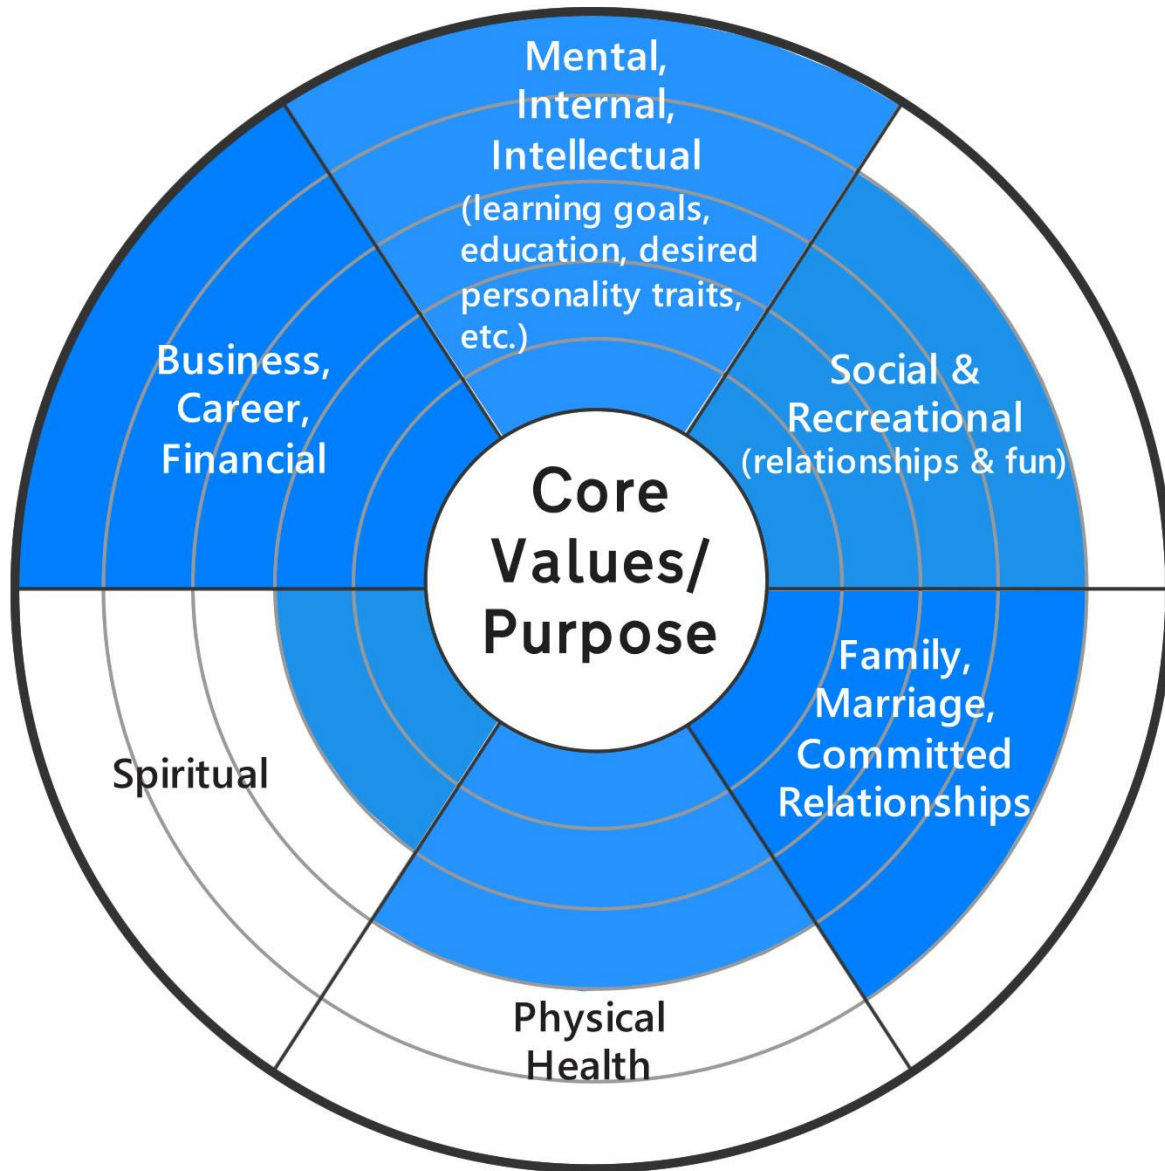 Mental,
Internal,
Intellectual
(learning goals,
education, desired
personality traits,
etc.)
Business,
Career,
Financial
Social &
Recreational
(relationships & fun)
Core
Values/
Purpose
Family,
Marriage,
Committed
Relationships
Spiritual
Physical
Health